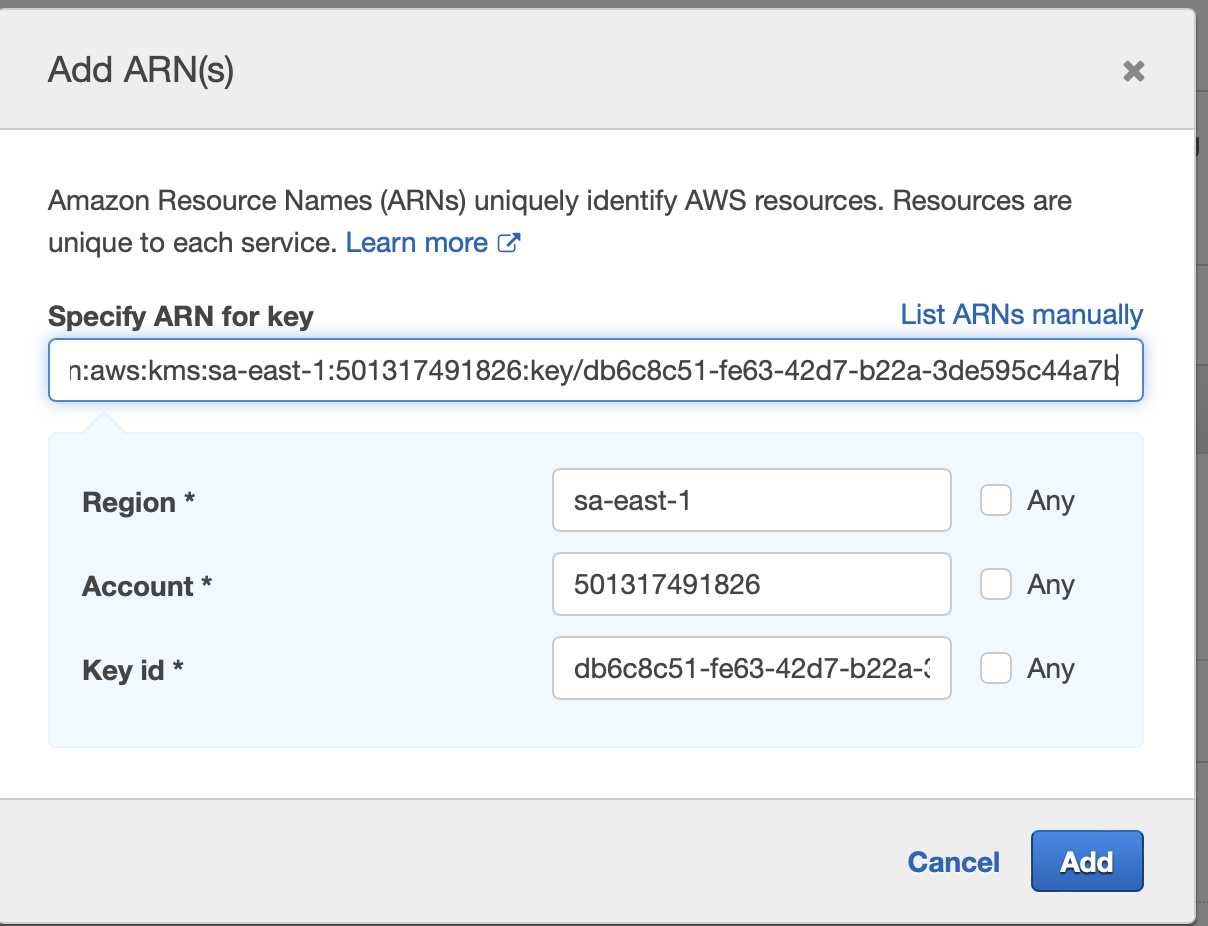 Add ARN(s)
Amazon Resource Names (ARNs) uniquely identify AWS resources. Resources are
unique to each service. Learn more
Specify ARN for key
List ARNs manually
n:aws:kms:sa-east-1:501317491826:key/db6c8c51-fe63-42d7-b22a-3de595c44a7b
Region *
sa-east-1
Any
Account *
501317491826
Any
Key id *
db6c8c51-fe63-42d7-b22a-3
Any
Cancel
Add